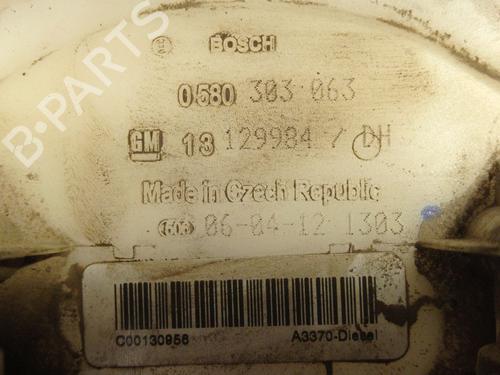 BOSCH
0 580 303 063
GM 13 129984 / DH
Made in Czech Republic
506 06-04-12 1303
C00130956 A3370-Diesel
B-PARTS